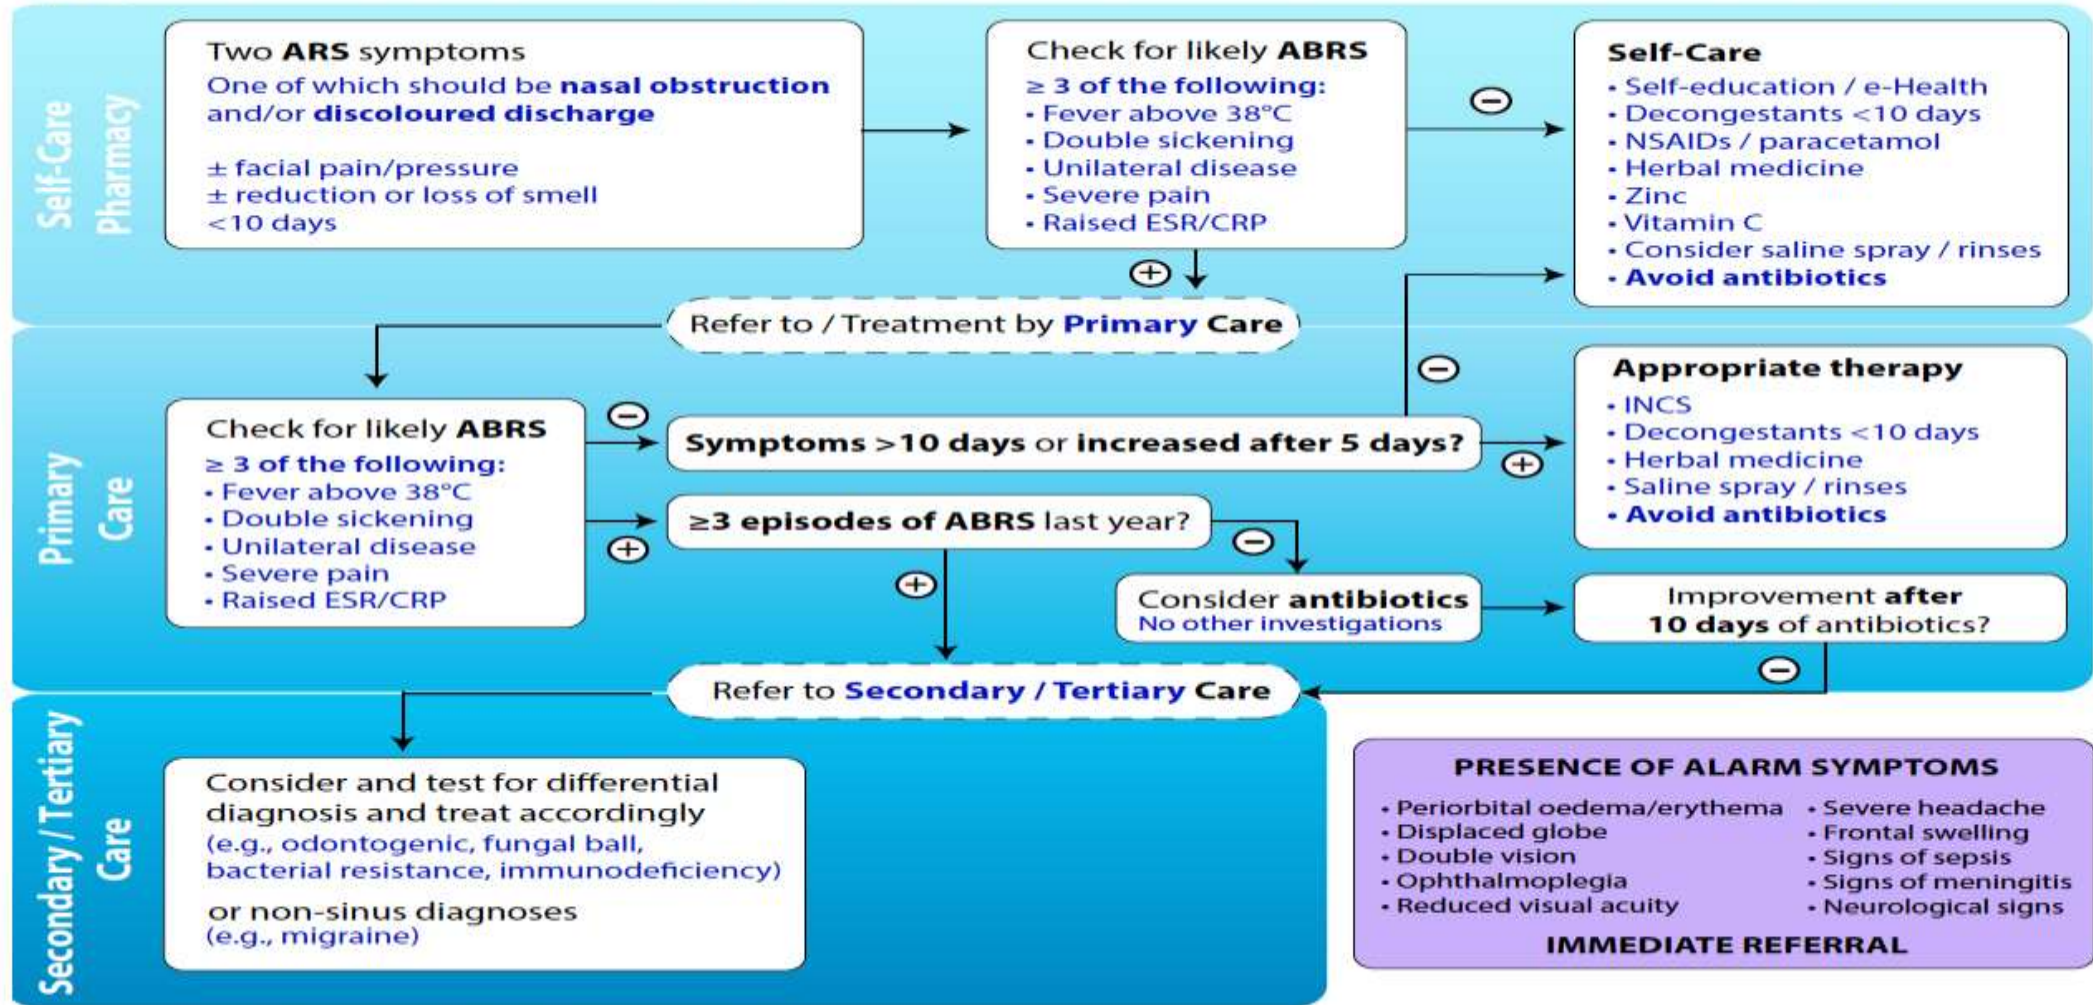 Self-Care
Pharmacy
Two ARS symptoms
One of which should be nasal obstruction
and/or discoloured discharge
± facial pain/pressure
± reduction or loss of smell
<10 days
Check for likely ABRS
≥ 3 of the following:
• Fever above 38°C
• Double sickening
• Unilateral disease
• Severe pain
• Raised ESR/CRP
Self-Care
• Self-education / e-Health
• Decongestants <10 days
• NSAIDs / paracetamol
• Herbal medicine
• Zinc
• Vitamin C
• Consider saline spray / rinses
• Avoid antibiotics
−
+
Refer to / Treatment by Primary Care
Primary
Care
Check for likely ABRS
≥ 3 of the following:
• Fever above 38°C
• Double sickening
• Unilateral disease
• Severe pain
• Raised ESR/CRP
−
Symptoms >10 days or increased after 5 days?
−
+
Appropriate therapy
• INCS
• Decongestants <10 days
• Herbal medicine
• Saline spray / rinses
• Avoid antibiotics
+
≥3 episodes of ABRS last year?
−
+
Consider antibiotics
No other investigations
Improvement after
10 days of antibiotics?
−
Refer to Secondary / Tertiary Care
Secondary / Tertiary
Care
Consider and test for differential
diagnosis and treat accordingly
(e.g., odontogenic, fungal ball,
bacterial resistance, immunodeficiency)
or non-sinus diagnoses
(e.g., migraine)
PRESENCE OF ALARM SYMPTOMS
• Periorbital oedema/erythema
• Displaced globe
• Double vision
• Ophthalmoplegia
• Reduced visual acuity
• Severe headache
• Frontal swelling
• Signs of sepsis
• Signs of meningitis
• Neurological signs
IMMEDIATE REFERRAL